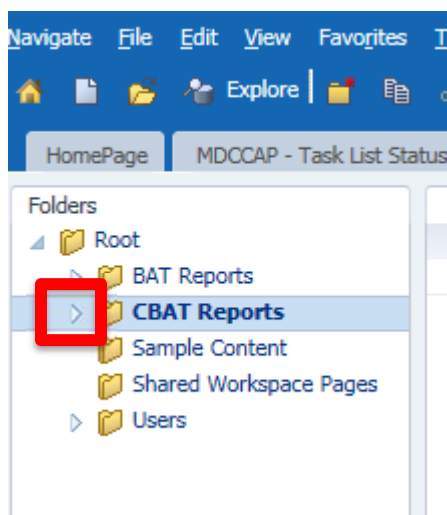 Navigate File Edit View Favorites
Explore
HomePage MDCCAP - Task List Status
Folders
Root
BAT Reports
CBAT Reports
Sample Content
Shared Workspace Pages
Users